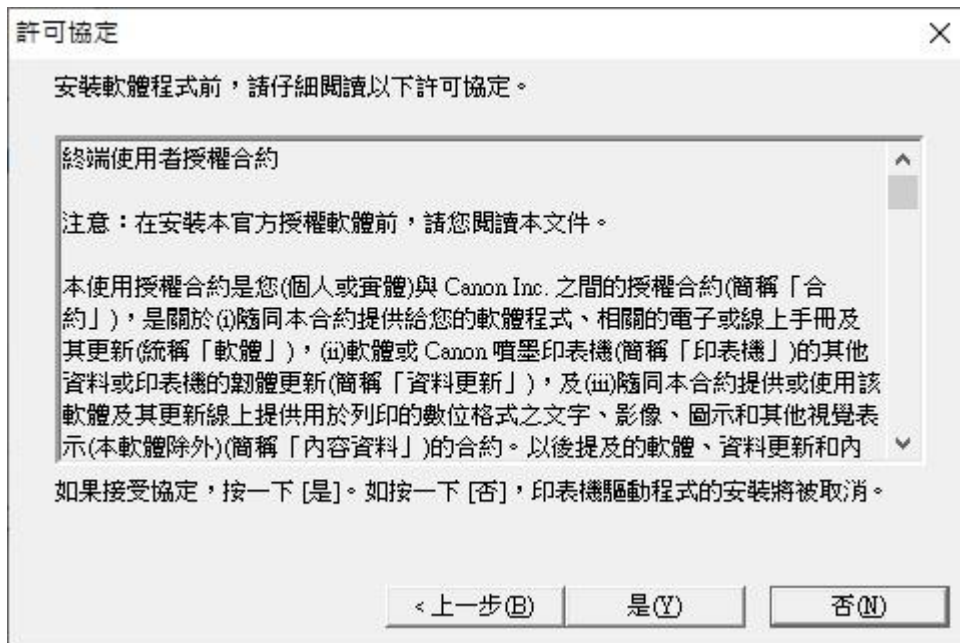 許可協定
安裝軟體程式前，請仔細閱讀以下許可協定。
終端使用者授權合約
注意：在安裝本官方授權軟體前，請您閱讀本文件。
本使用授權合約是您(個人或實體)與 Canon Inc. 之間的授權合約(簡稱「合
約」)，是關於(i)隨同本合約提供給您的軟體程式、相關的電子或線上手冊及
其更新(統稱「軟體」)，(ii)軟體或 Canon 噴墨印表機(簡稱「印表機」)的其他
資料或印表機的韌體更新(簡稱「資料更新」)，及(iii)隨同本合約提供或使用該
軟體及其更新線上提供用於列印的數位格式之文字、影像、圖示和其他視覺表
示(本軟體除外)(簡稱「內容資料」)的合約。以後提及的軟體、資料更新和內
如果接受協定，按一下 [是]。如按一下 [否]，印表機驅動程式的安裝將被取消。
<上一步(B)
是(Y)
否(N)